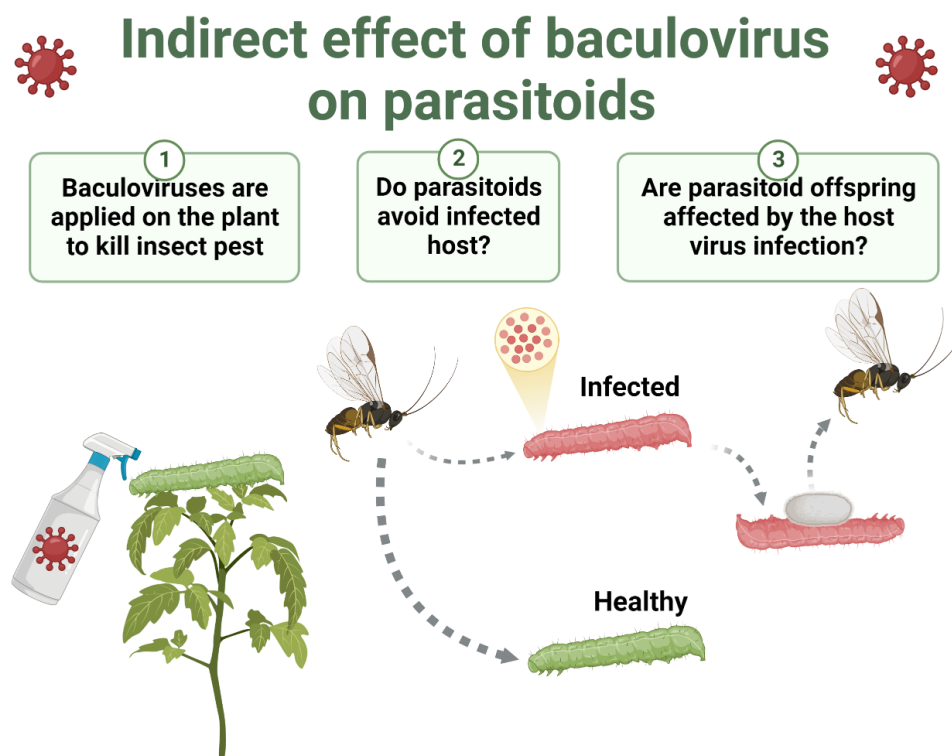 Indirect effect of baculovirus
on parasitoids
1
Baculoviruses are
applied on the plant
to kill insect pest
2
Do parasitoids
avoid infected
host?
3
Are parasitoid offspring
affected by the host
virus infection?
Infected
Healthy